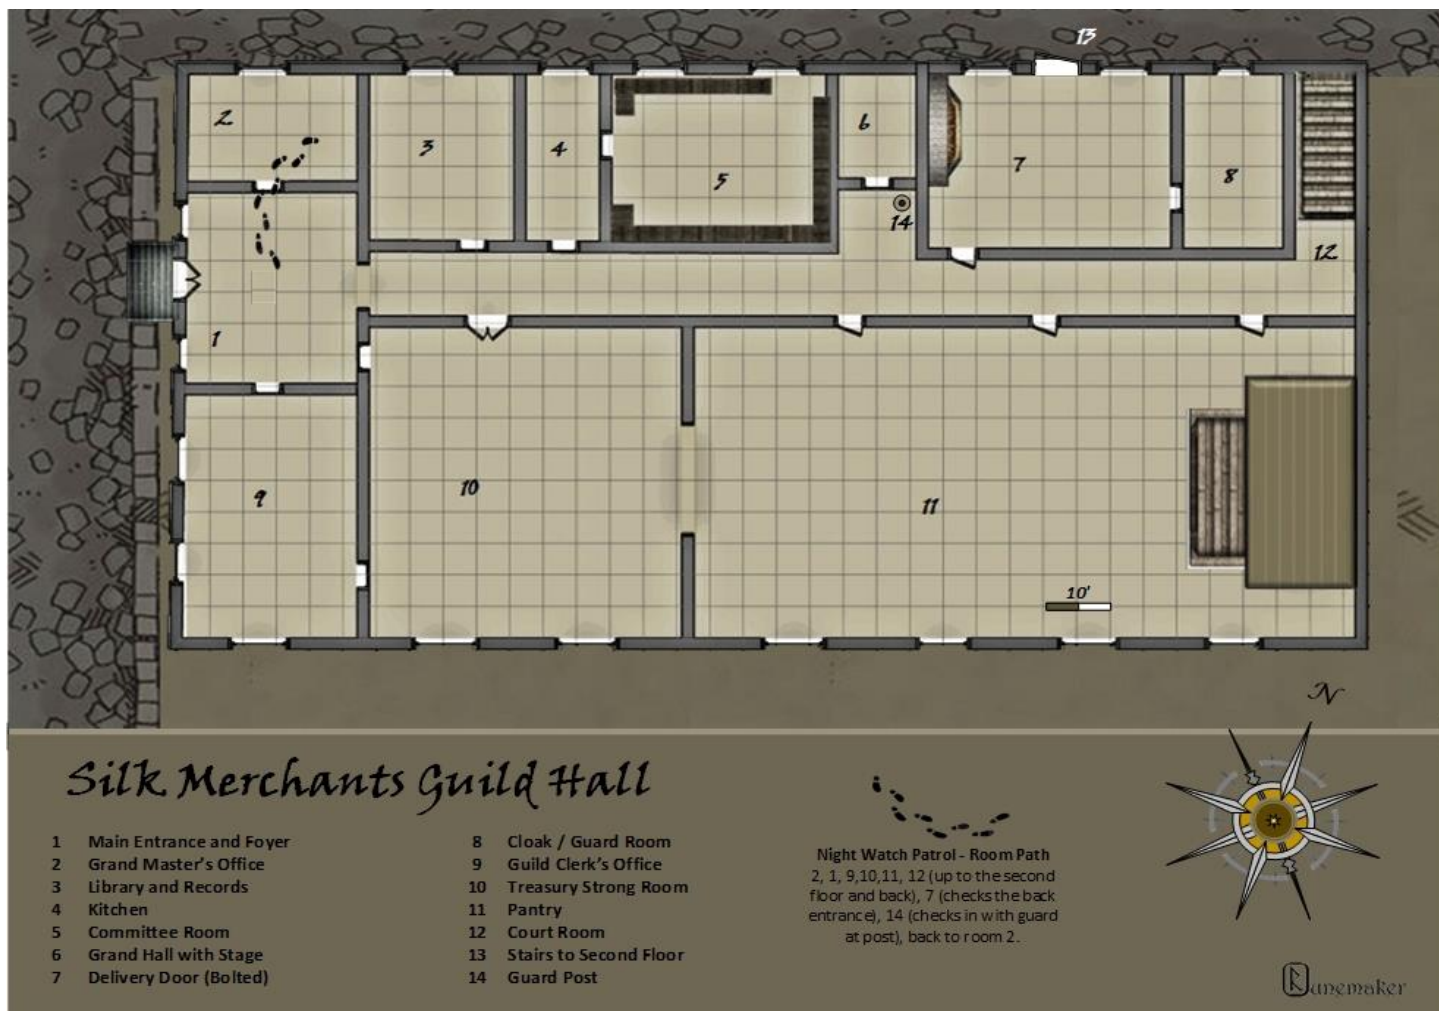 13
2
3
4
5
6
7
8
14
12
1
9
10
11
10'
N
Silk Merchants Guild Hall
1 Main Entrance and Foyer
2 Grand Master's Office
3 Library and Records
4 Kitchen
5 Committee Room
6 Grand Hall with Stage
7 Delivery Door (Bolted)
8 Cloak / Guard Room
9 Guild Clerk's Office
10 Treasury Strong Room
11 Pantry
12 Court Room
13 Stairs to Second Floor
14 Guard Post
Night Watch Patrol - Room Path
2, 1, 9,10,11, 12 (up to the second
floor and back), 7 (checks the back
entrance), 14 (checks in with guard
at post), back to room 2.
Runemaker